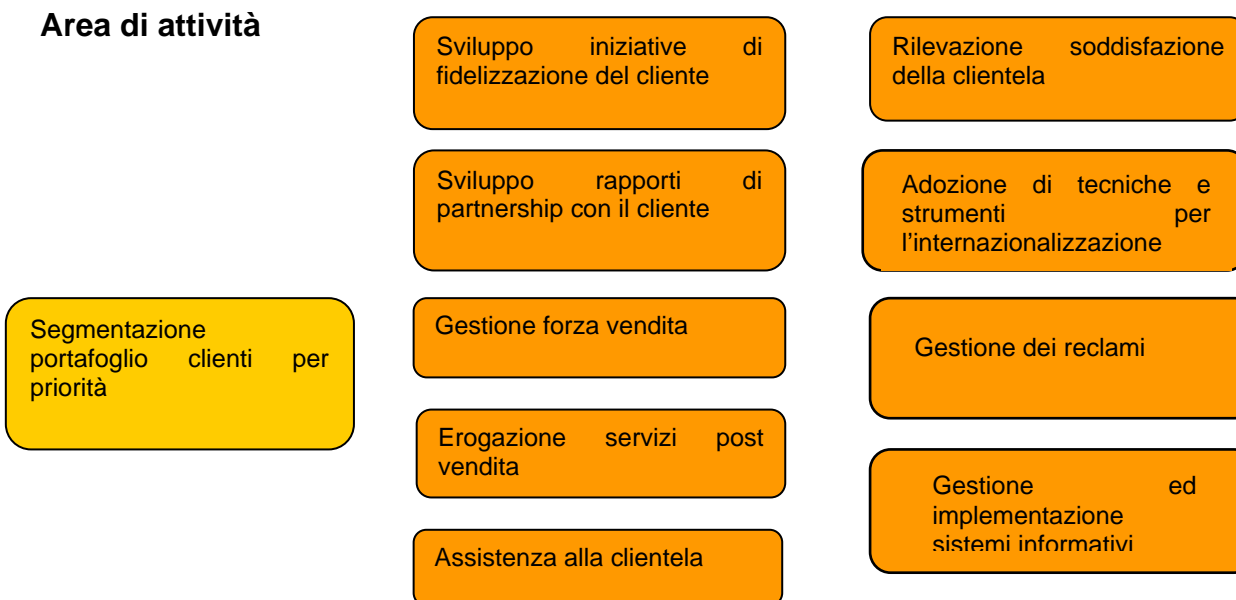 Area di attività
Sviluppo iniziative di
fidelizzazione del cliente
Rilevazione soddisfazione
della clientela
Sviluppo rapporti di
partnership con il cliente
Adozione di tecniche e
strumenti per
l'internazionalizzazione
Segmentazione
portafoglio clienti per
priorità
Gestione forza vendita
Gestione dei reclami
Erogazione servizi post
vendita
Gestione ed
implementazione
sistemi informativi
Assistenza alla clientela